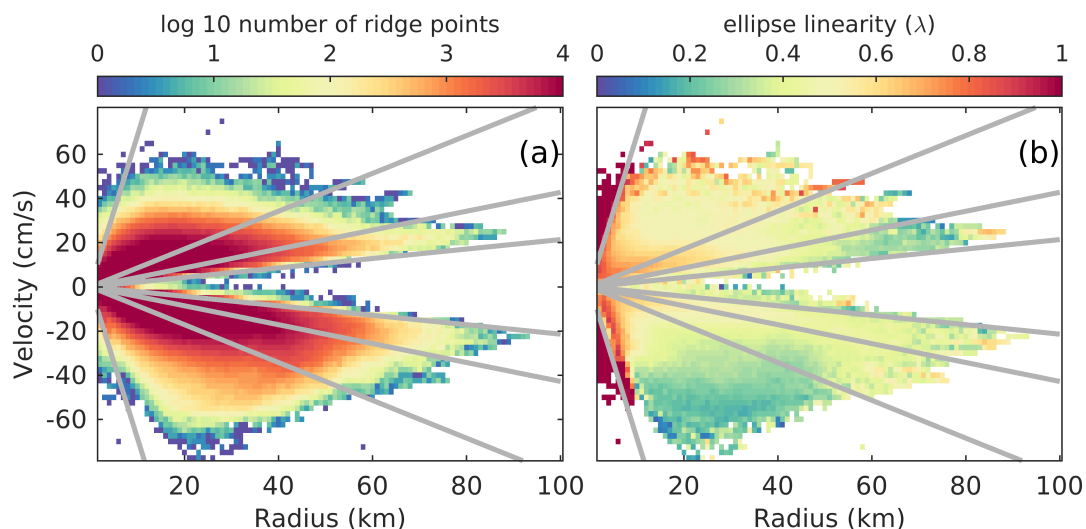 log 10 number of ridge points
ellipse linearity (λ)
0 1 2 3 4
0 0.2 0.4 0.6 0.8 1
(a)
(b)
Velocity (cm/s)
60
40
20
0
-20
-40
-60
20 40 60 80 100
20 40 60 80 100
Radius (km)
Radius (km)